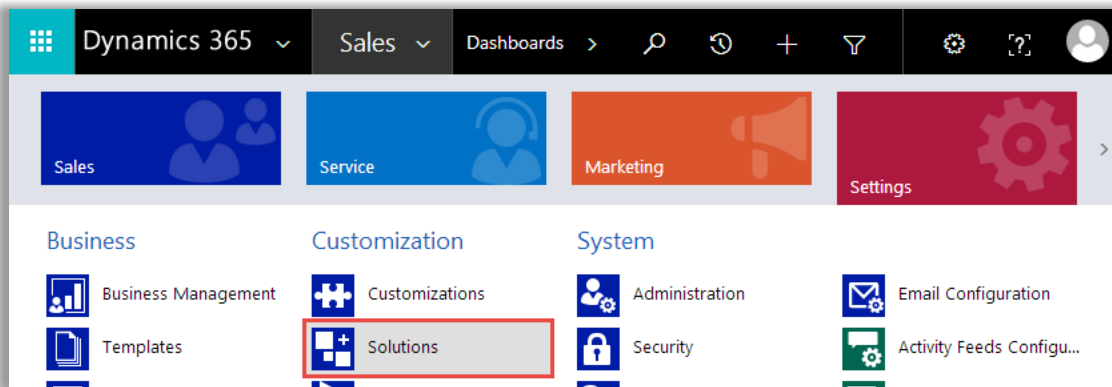 Dynamics 365 Sales Dashboards [?]
Sales Service Marketing Settings
Business Customization System
Business Management Customizations Administration Email Configuration
Templates Solutions Security Activity Feeds Configu...